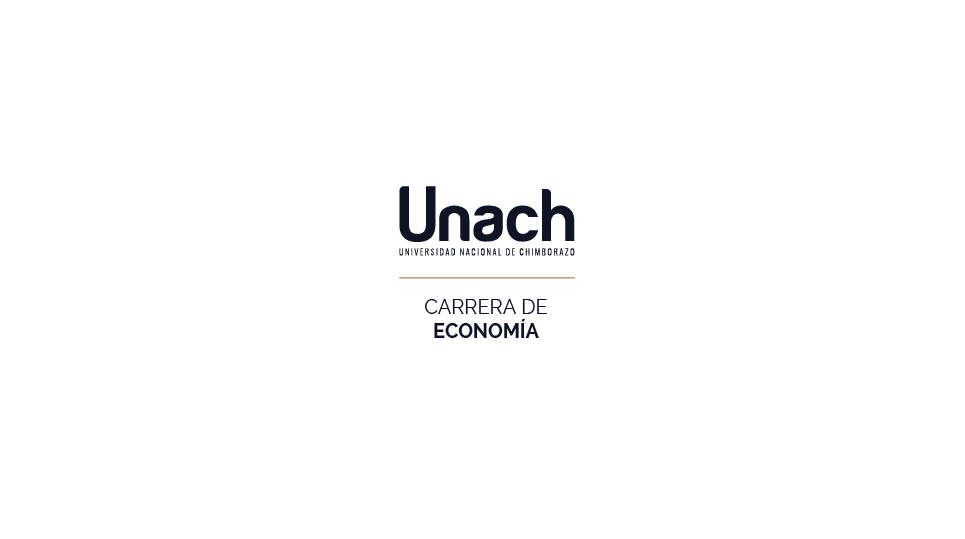 Unach
UNIVERSIDAD NACIONAL DE CHIMBORAZO
CARRERA DE
ECONOMÍA